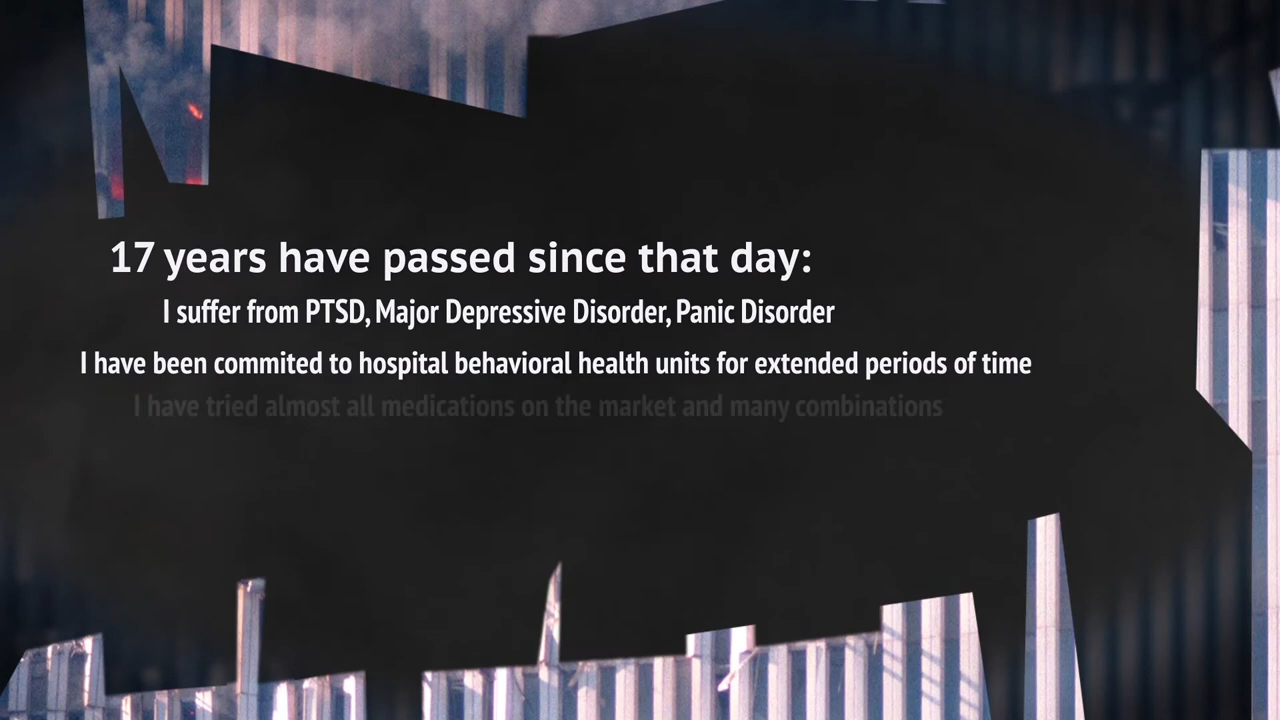 17 years have passed since that day:
I suffer from PTSD, Major Depressive Disorder, Panic Disorder
I have been commited to hospital behavioral health units for extended periods of time
I have tried almost all medications on the market and many combinations